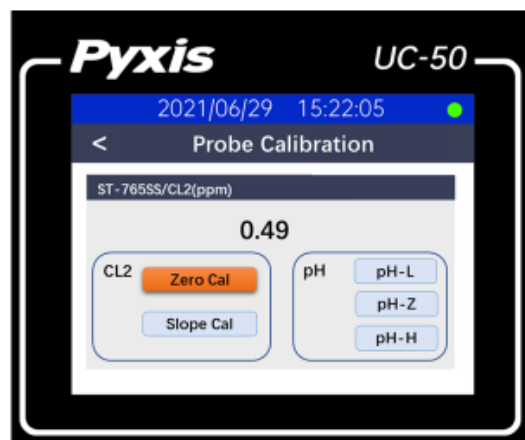 Pyxis UC-50
2021/06/29 15:22:05
< Probe Calibration
ST-765SS/CL2(ppm)
0.49
CL2
Zero Cal
Slope Cal
pH
pH-L
pH-Z
pH-H